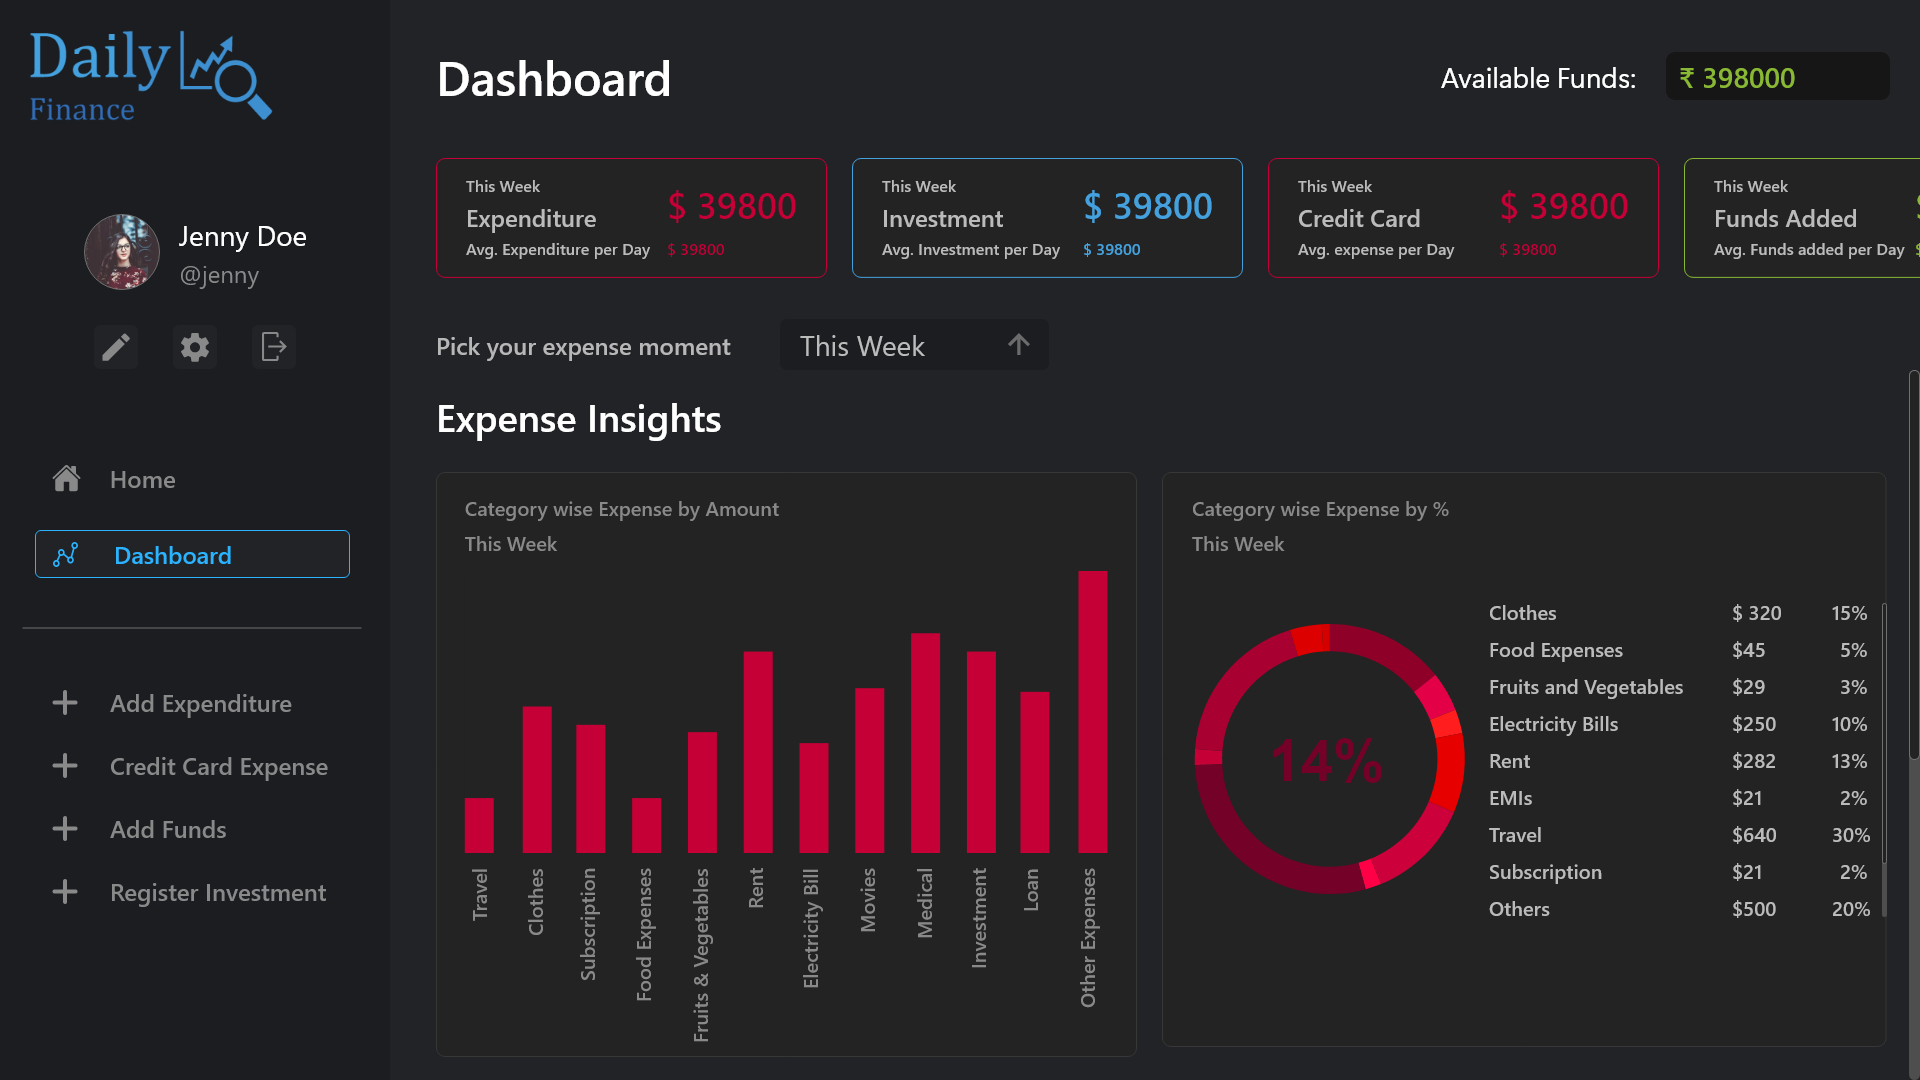 Daily
Finance
Jenny Doe
@jenny
Home
Dashboard
Add Expenditure
Credit Card Expense
Add Funds
Register Investment
Dashboard
Available Funds:
₹ 398000
This Week
Expenditure
$ 39800
Avg. Expenditure per Day $ 39800
This Week
Investment
$ 39800
Avg. Investment per Day $ 39800
This Week
Credit Card
$ 39800
Avg. expense per Day $ 39800
This Week
Funds Added
Avg. Funds added per Day
Pick your expense moment
This Week
Expense Insights
Category wise Expense by Amount
This Week
Travel
Clothes
Subscription
Food Expenses
Fruits & Vegetables
Rent
Electricity Bill
Movies
Medical
Investment
Loan
Other Expenses
Category wise Expense by %
This Week
14%
Clothes $ 320 15%
Food Expenses $45 5%
Fruits and Vegetables $29 3%
Electricity Bills $250 10%
Rent $282 13%
EMIs $21 2%
Travel $640 30%
Subscription $21 2%
Others $500 20%